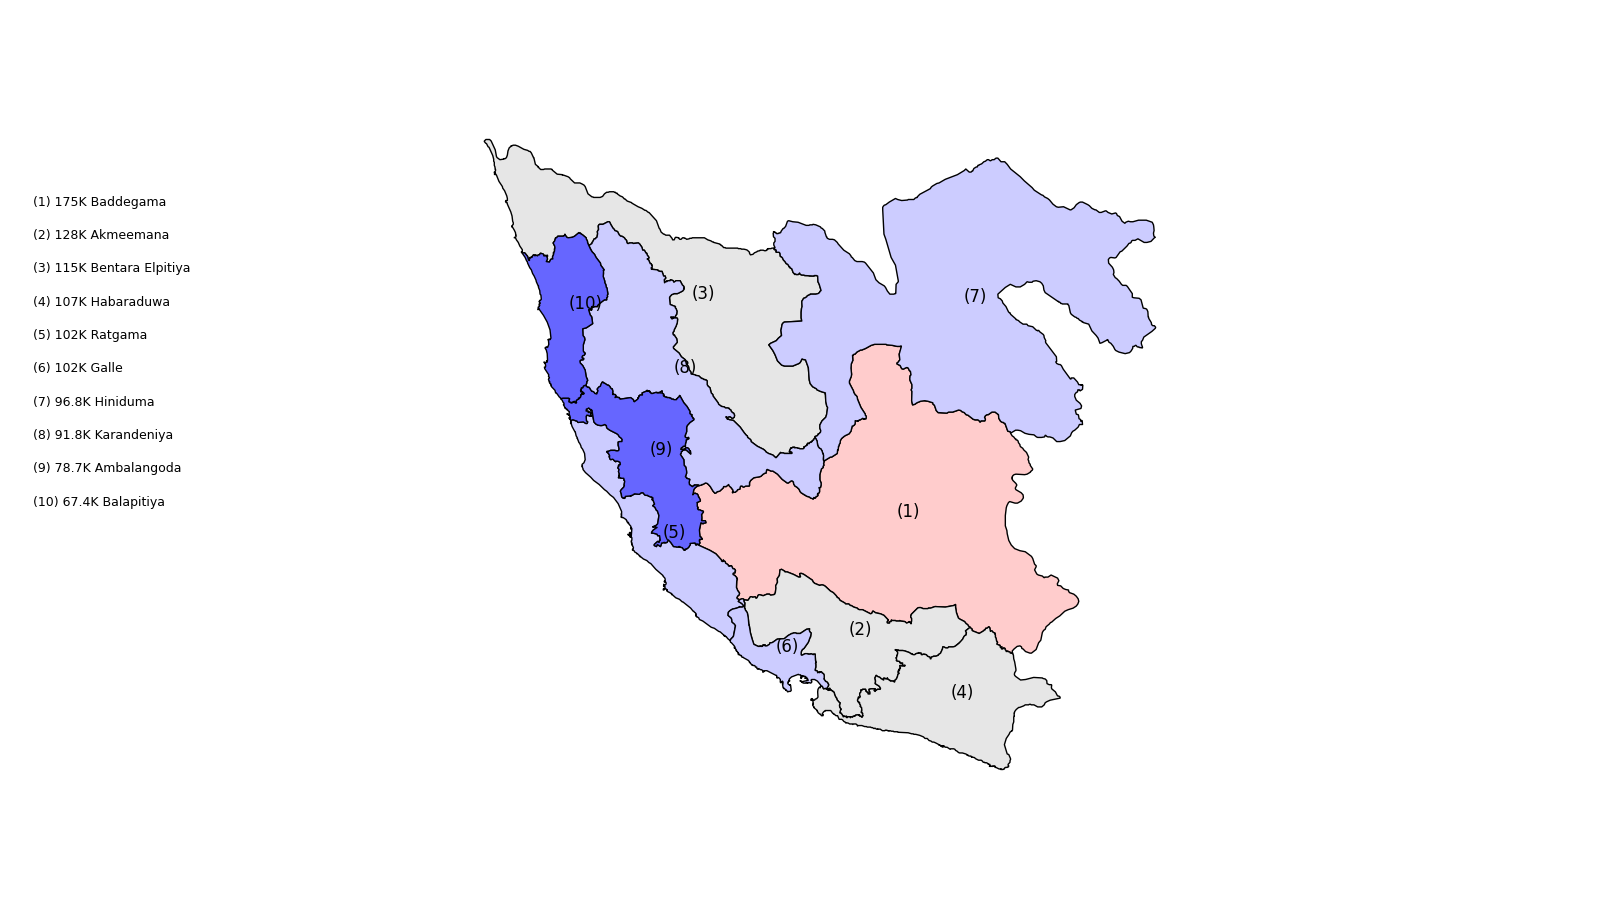 (1) 175K Baddegama
(2) 128K Akmeemana
(3) 115K Bentara Elpitiya
(4) 107K Habaraduwa
(5) 102K Ratgama
(6) 102K Galle
(7) 96.8K Hiniduma
(8) 91.8K Karandeniya
(9) 78.7K Ambalangoda
(10) 67.4K Balapitiya
(3)
(7)
(10)
(8)
(9)
(1)
(5)
(2)
(6)
(4)